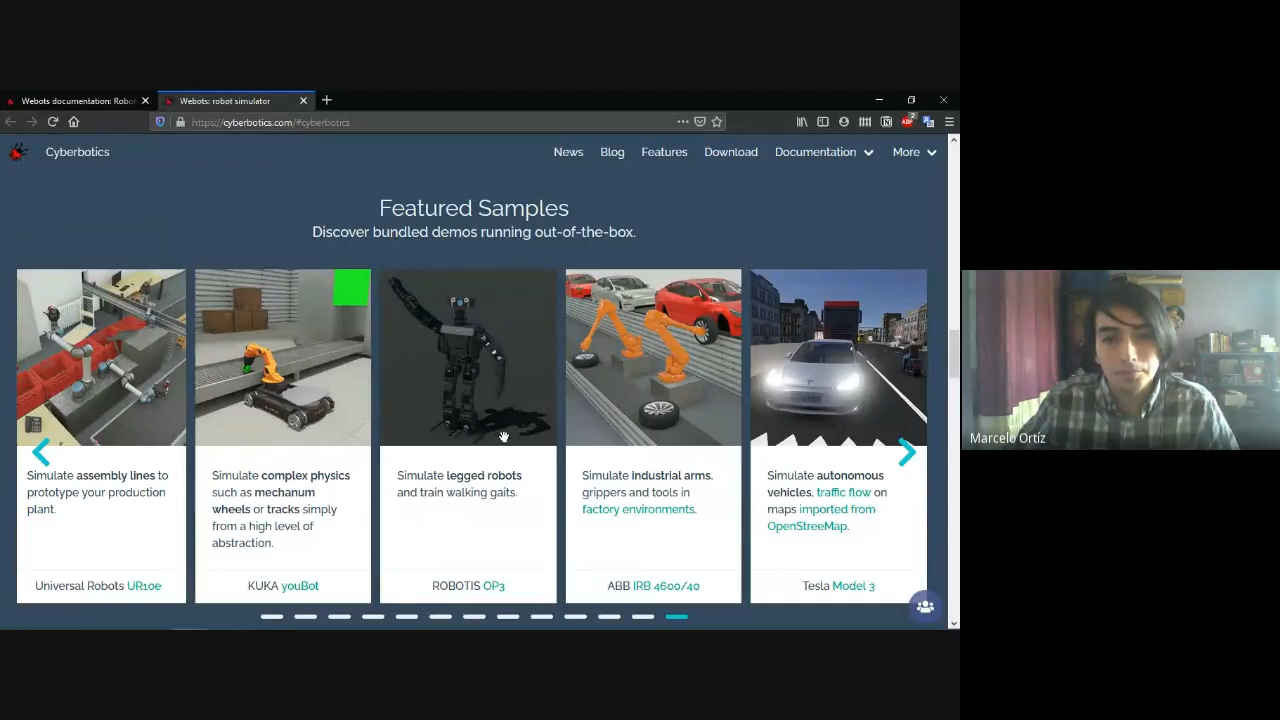 Webots documentation: Robo
Webots: robot simulator
https://cyberbotics.com/#cyberbotics
ABP
2
Cyberbotics
News
Blog
Features
Download
Documentation
More
Featured Samples
Discover bundled demos running out-of-the-box.
Simulate assembly lines to
prototype your production
plant.
Universal Robots UR10e
Simulate complex physics
such as mechanum
wheels or tracks simply
from a high level of
abstraction.
KUKA youBot
Simulate legged robots
and train walking gaits.
ROBOTIS OP3
Simulate industrial arms,
grippers and tools in
factory environments.
ABB IRB 4600/40
Simulate autonomous
vehicles, traffic flow on
maps imported from
OpenStreeMap.
Tesla Model 3
Marcelo Ortíz